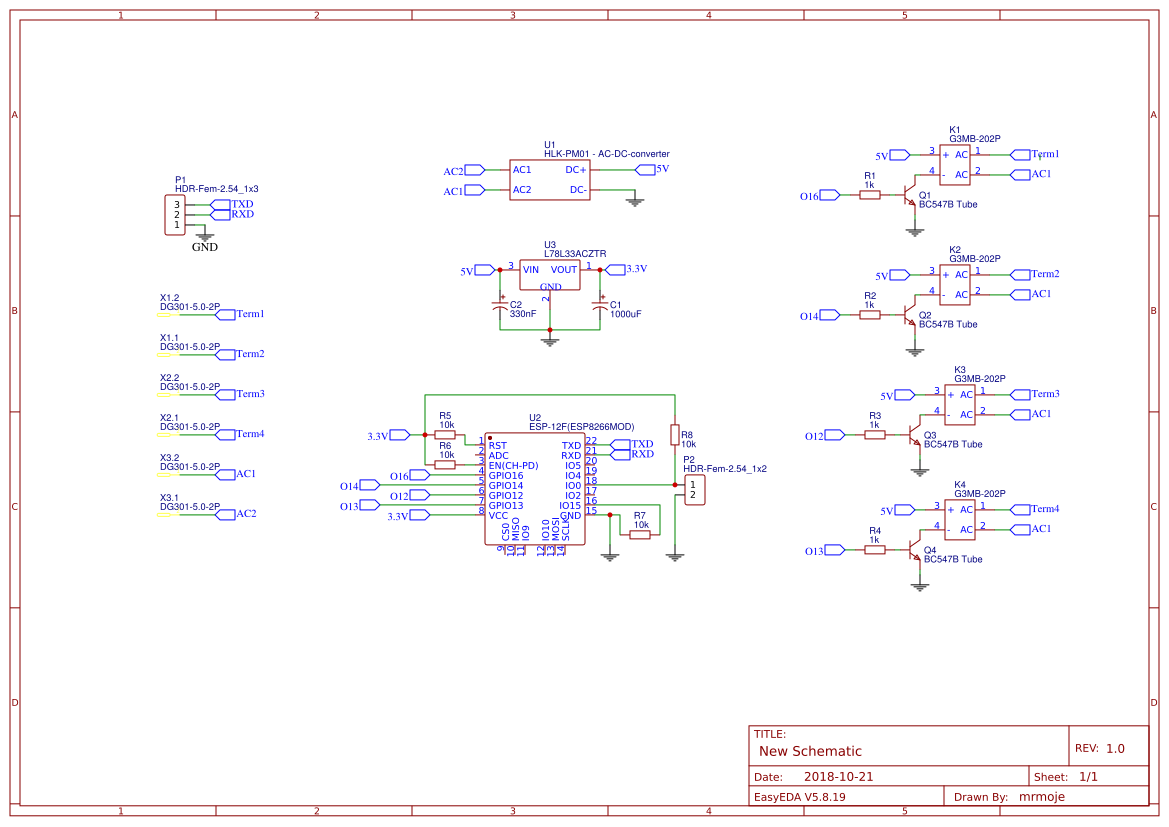 1 2 3 4 5
A A
B B
C C
D D
1 2 3 4 5
P1
HDR-Fem-2.54_1x3
3 TXD
2 RXD
1
GND
X1.2
DG301-5.0-2P
Term1
X1.1
DG301-5.0-2P
Term2
X2.2
DG301-5.0-2P
Term3
X2.1
DG301-5.0-2P
Term4
X3.2
DG301-5.0-2P
AC1
X3.1
DG301-5.0-2P
AC2
U1
HLK-PM01 - AC-DC-converter
AC2 AC1 DC+ 5V
AC1 AC2 DC-
U3
L78L33ACZTR
5V 3 VIN VOUT 1 3.3V
GND
2
C2
330nF
C1
1000uF
U2
ESP-12F(ESP8266MOD)
3.3V
R5
10k
R6
10k
1 RST TXD 22 TXD
2 ADC RXD 21 RXD
3 EN(CH-PD) IO5 20
O16 4 GPIO16 IO4 19
O14 5 GPIO14 IO0 18
O12 6 GPIO12 IO2 17
O13 7 GPIO13 IO15 16
3.3V 8 VCC GND 15
CS0 MISO IO9 IO10 MOSI SCLK
9 10 11 12 13 14
R7
10k
R8
10k
P2
HDR-Fem-2.54_1x2
1
2
K1
G3MB-202P
5V 3 + AC 1 Term1
4 - AC 2 AC1
O16
R1
1k
Q1
BC547B Tube
K2
G3MB-202P
5V 3 + AC 1 Term2
4 - AC 2 AC1
O14
R2
1k
Q2
BC547B Tube
K3
G3MB-202P
5V 3 + AC 1 Term3
4 - AC 2 AC1
O12
R3
1k
Q3
BC547B Tube
K4
G3MB-202P
5V 3 + AC 1 Term4
4 - AC 2 AC1
O13
R4
1k
Q4
BC547B Tube
TITLE:
New Schematic
REV: 1.0
Date: 2018-10-21
Sheet: 1/1
EasyEDA V5.8.19
Drawn By: mrmoje